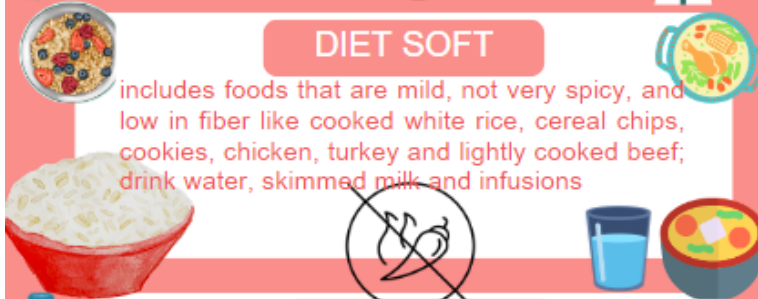 DIET SOFT
includes foods that are mild, not very spicy, and
low in fiber like cooked white rice, cereal chips,
cookies, chicken, turkey and lightly cooked beef;
drink water, skimmed milk and infusions